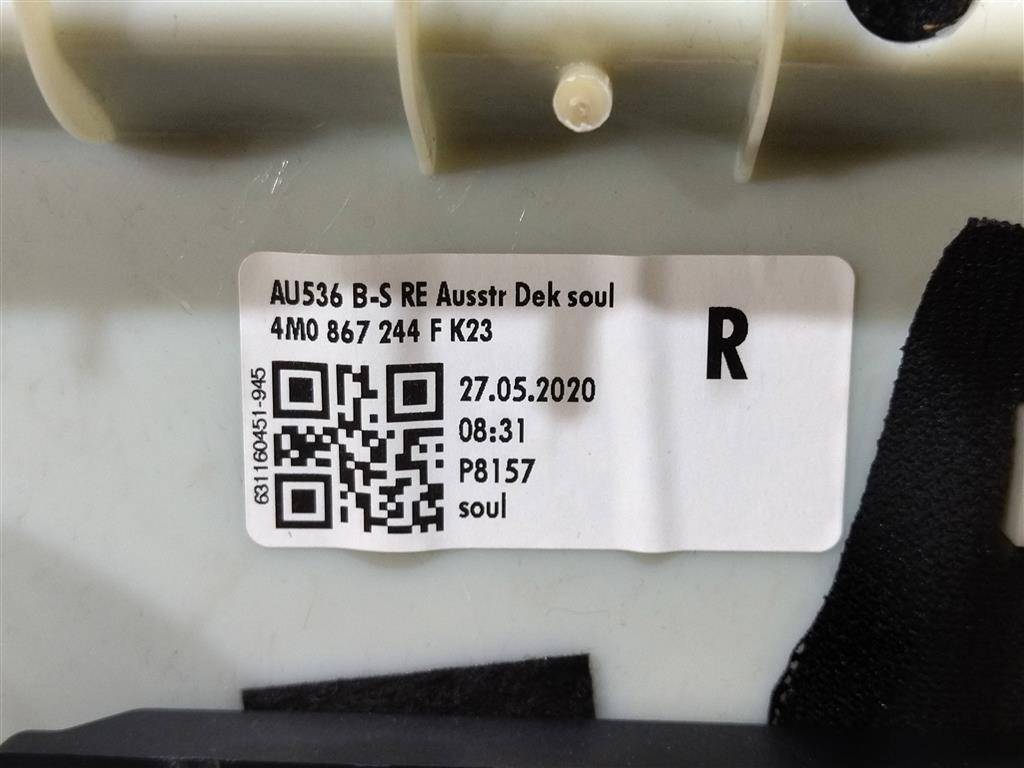 AU536 B-S RE Ausstr Dek soul
4M0 867 244 F K23
R
631160451-945
27.05.2020
08:31
P8157
soul